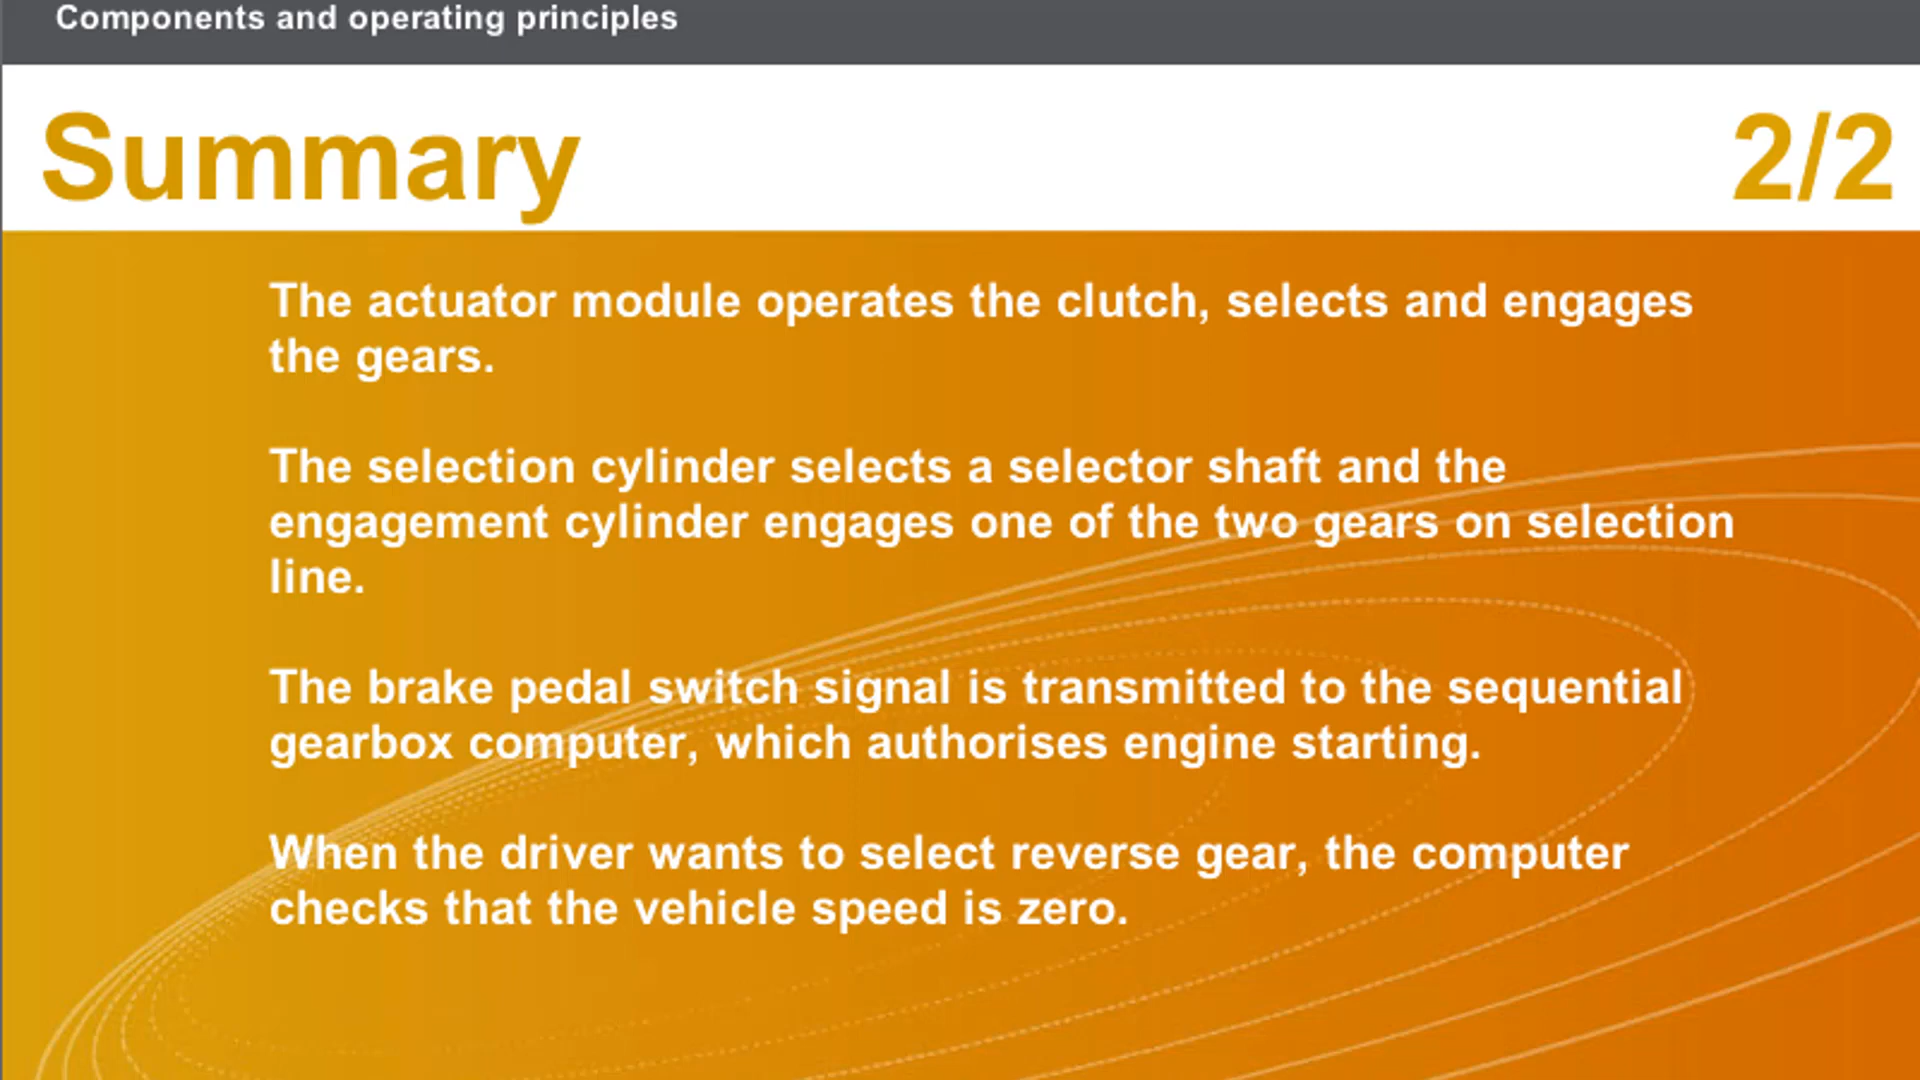 Components and operating principles
Summary
2/2
The actuator module operates the clutch, selects and engages
the gears.
The selection cylinder selects a selector shaft and the
engagement cylinder engages one of the two gears on selection
line.
The brake pedal switch signal is transmitted to the sequential
gearbox computer, which authorises engine starting.
When the driver wants to select reverse gear, the computer
checks that the vehicle speed is zero.